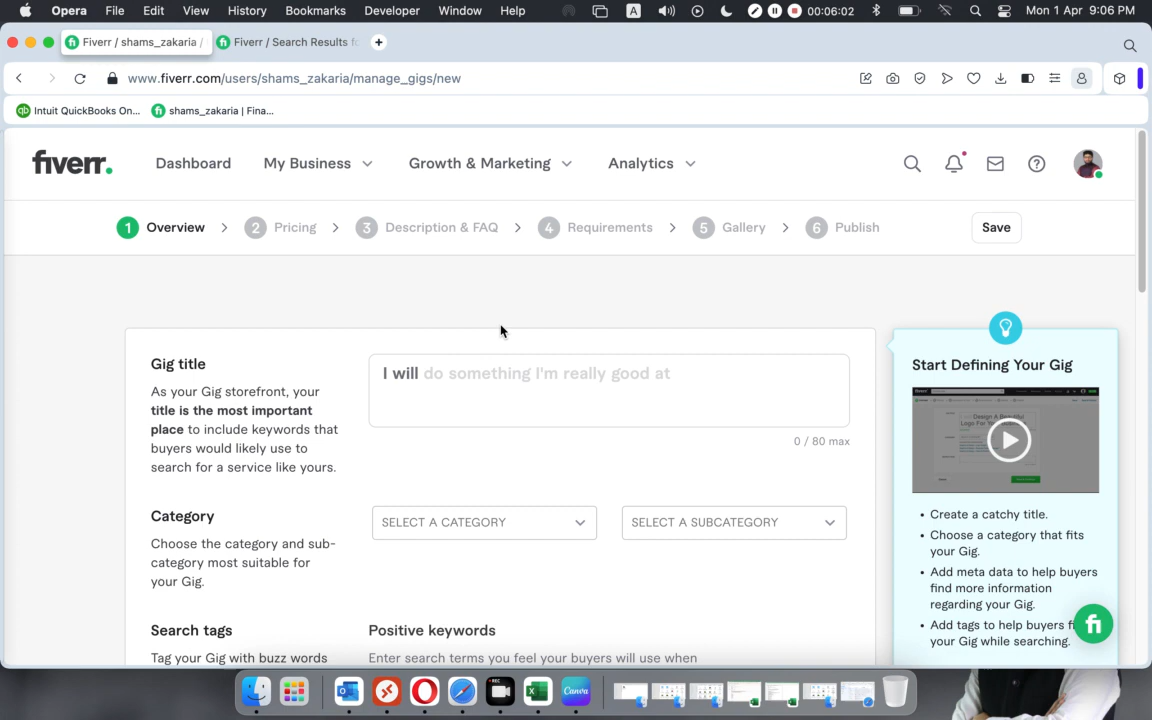 Opera File Edit View History Bookmarks Developer Window Help A 00:06:02 Mon 1 Apr 9:06 PM
Fiverr / shams_zakaria / Fiverr / Search Results fo +
www.fiverr.com/users/shams_zakaria/manage_gigs/new
qb Intuit QuickBooks On... fi shams_zakaria | Fina...
fiverr. Dashboard My Business Growth & Marketing Analytics
1 Overview 2 Pricing 3 Description & FAQ 4 Requirements 5 Gallery 6 Publish Save
Gig title
As your Gig storefront, your
title is the most important
place to include keywords that
buyers would likely use to
search for a service like yours.
I will do something I'm really good at
0 / 80 max
Category
Choose the category and sub-
category most suitable for
your Gig.
SELECT A CATEGORY SELECT A SUBCATEGORY
Search tags
Tag your Gig with buzz words
Positive keywords
Enter search terms you feel your buyers will use when
Start Defining Your Gig
• Create a catchy title.
• Choose a category that fits
your Gig.
• Add meta data to help buyers
find more information
regarding your Gig.
• Add tags to help buyers fi
your Gig while searching.
fi
REC
Canva